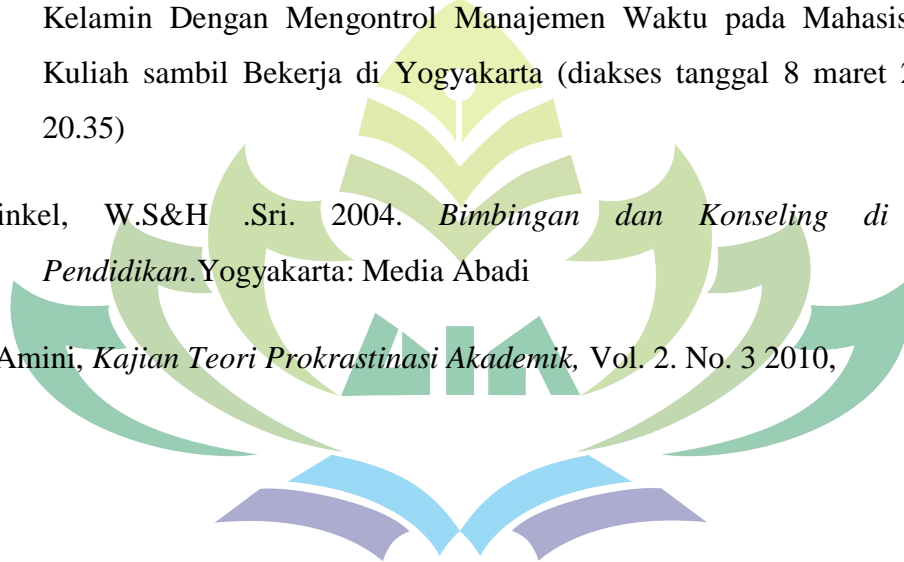 Kelamin Dengan Mengontrol Manajemen Waktu pada Mahasis
Kuliah sambil Bekerja di Yogyakarta (diakses tanggal 8 maret 2
20.35)
inkel, W.S&H .Sri. 2004. Bimbingan dan Konseling di
Pendidikan.Yogyakarta: Media Abadi
Amini, Kajian Teori Prokrastinasi Akademik, Vol. 2. No. 3 2010,